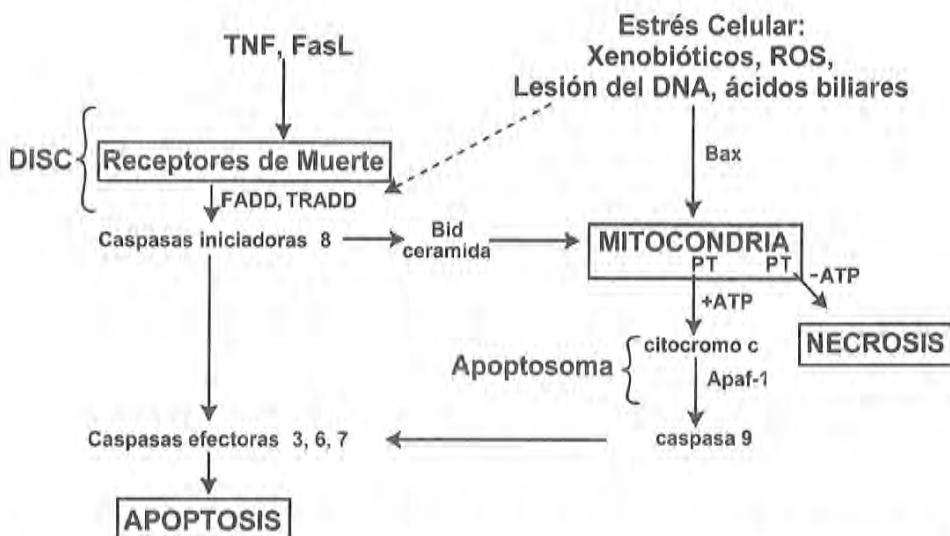 TNF, FasL
Estrés Celular:
Xenobióticos, ROS,
Lesión del DNA, ácidos biliares
DISC
Receptores de Muerte
Bax
FADD, TRADD
Caspasas iniciadoras 8
Bid
ceramida
MITOCONDRIA
PT PT
-ATP
+ATP
NECROSIS
citocromo c
Apoptosoma
Apaf-1
Caspasas efectoras 3, 6, 7
caspasa 9
APOPTOSIS